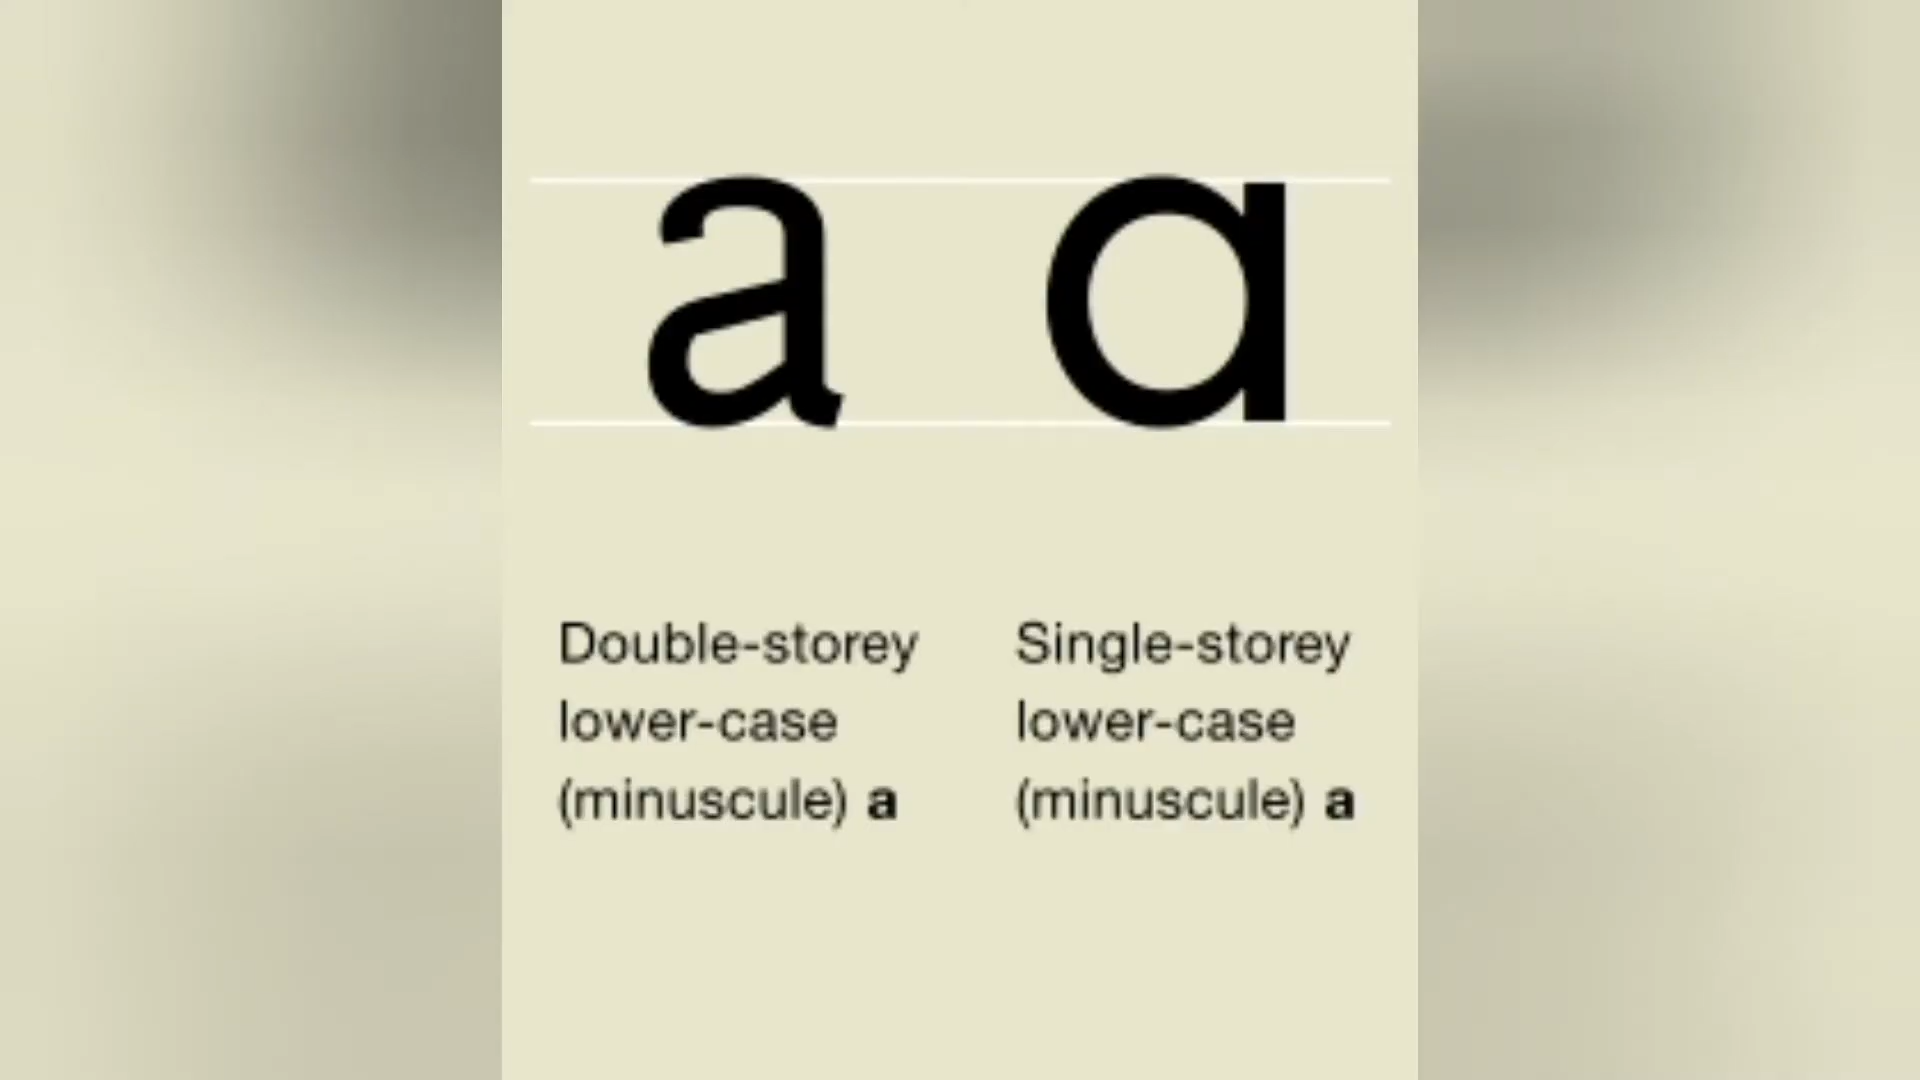 a a
Double-storey
lower-case
(minuscule) a
Single-storey
lower-case
(minuscule) a